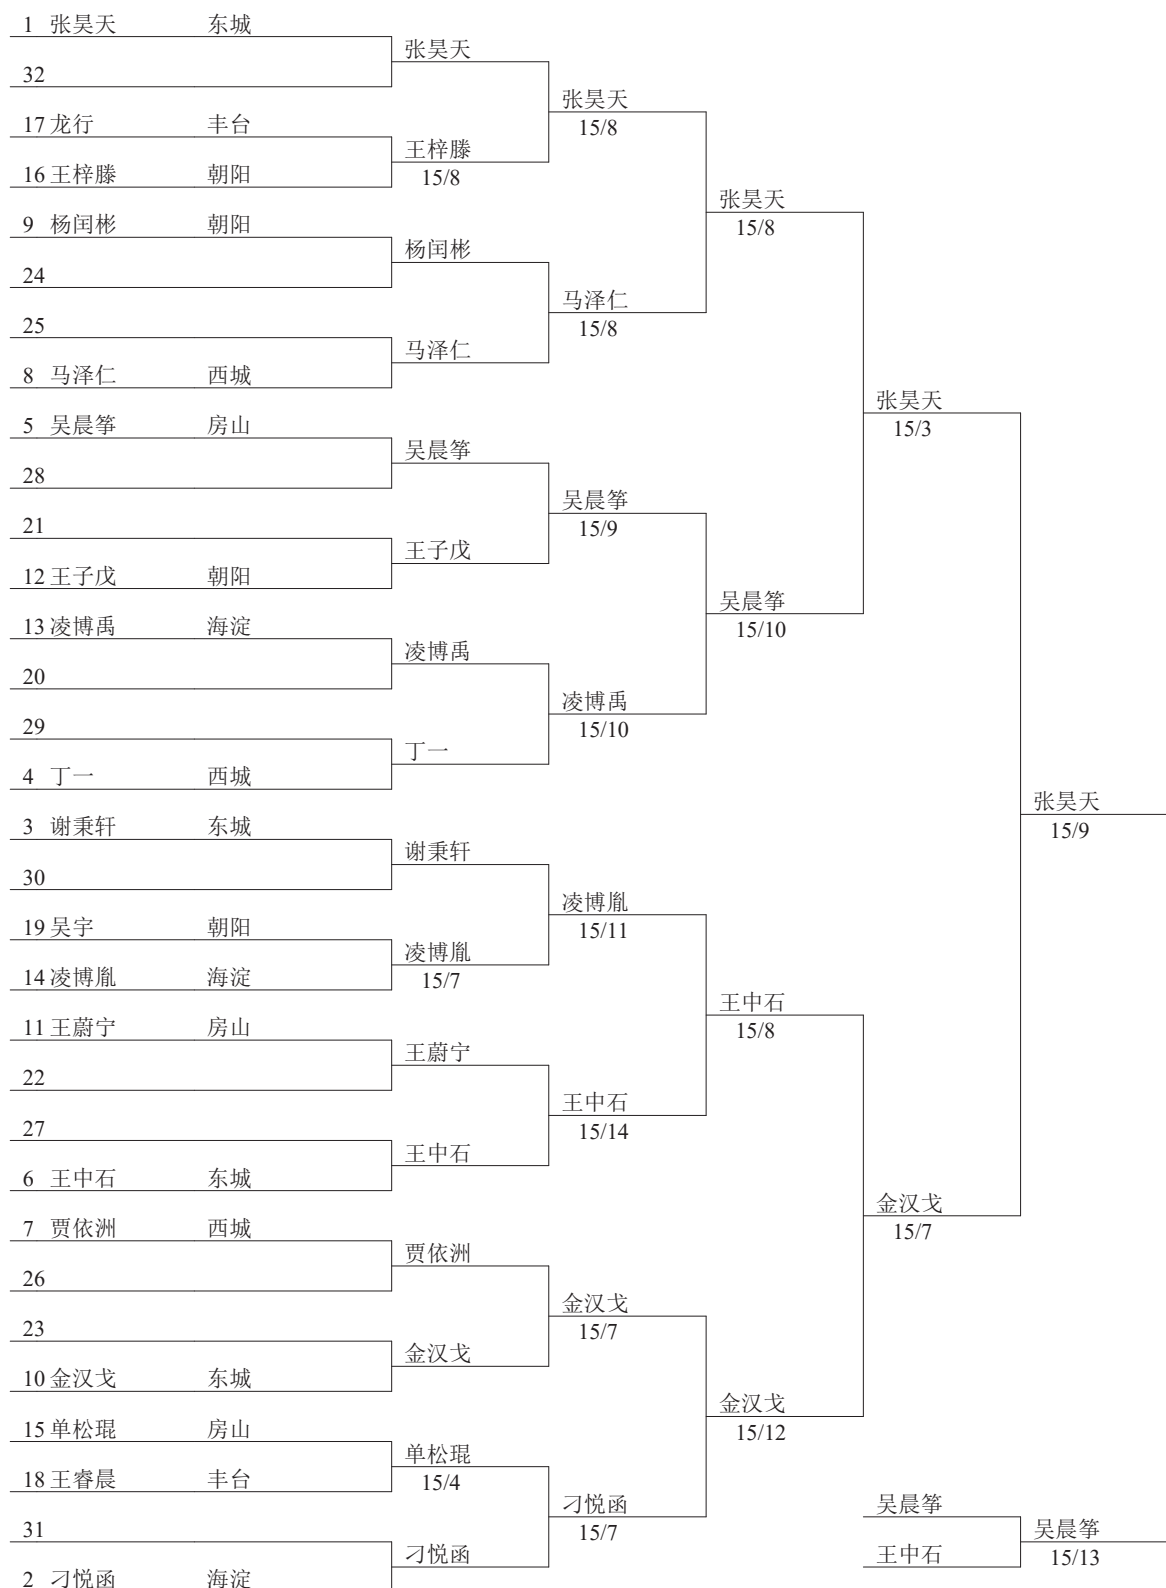 1 张昊天 东城
32
17 龙行 丰台
16 王梓滕 朝阳
9 杨闰彬 朝阳
24
25
8 马泽仁 西城
5 吴晨筝 房山
28
21
12 王子戊 朝阳
13 凌博禹 海淀
20
29
4 丁一 西城
3 谢秉轩 东城
30
19 吴宇 朝阳
14 凌博胤 海淀
11 王蔚宁 房山
22
27
6 王中石 东城
7 贾依洲 西城
26
23
10 金汉戈 东城
15 单松琨 房山
18 王睿晨 丰台
31
2 刁悦函 海淀
张昊天
王梓滕
15/8
杨闰彬
马泽仁
吴晨筝
王子戊
凌博禹
丁一
谢秉轩
凌博胤
15/7
王蔚宁
王中石
贾依洲
金汉戈
单松琨
15/4
刁悦函
张昊天
15/8
马泽仁
15/8
吴晨筝
15/9
凌博禹
15/10
凌博胤
15/11
王中石
15/14
金汉戈
15/7
刁悦函
15/7
张昊天
15/8
吴晨筝
15/10
王中石
15/8
金汉戈
15/12
张昊天
15/3
金汉戈
15/7
张昊天
15/9
吴晨筝
王中石
吴晨筝
15/13